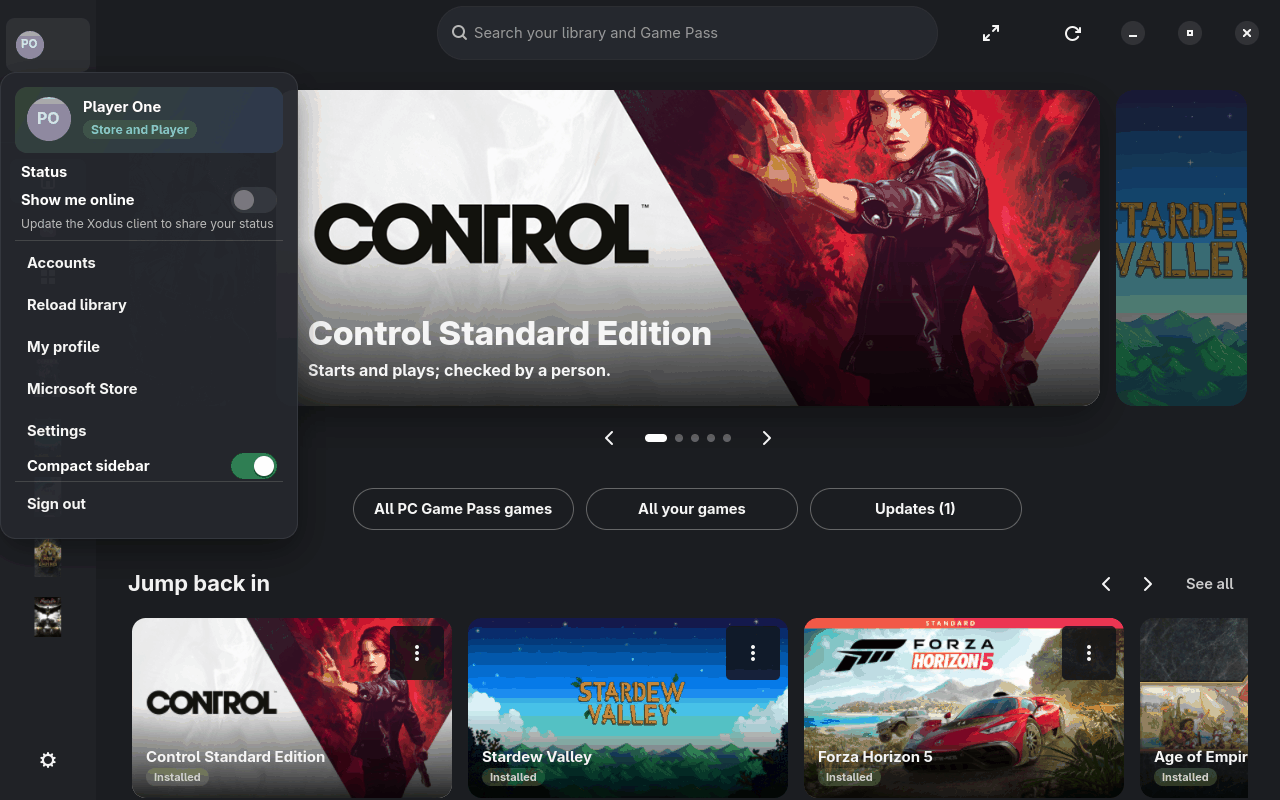 PO
Search your library and Game Pass
PO
Player One
Store and Player
Status
Show me online
Update the Xodus client to share your status
Accounts
Reload library
My profile
Microsoft Store
Settings
Compact sidebar
Sign out
CONTROL™
Control Standard Edition
Starts and plays; checked by a person.
STARDEW
VALLEY
All PC Game Pass games
All your games
Updates (1)
Jump back in
See all
CONTROL
Control Standard Edition
Installed
STARDEW
VALLEY
Stardew Valley
Installed
STANDARD
FORZA
HORIZON 5
Forza Horizon 5
Installed
Age of Empir
Installed